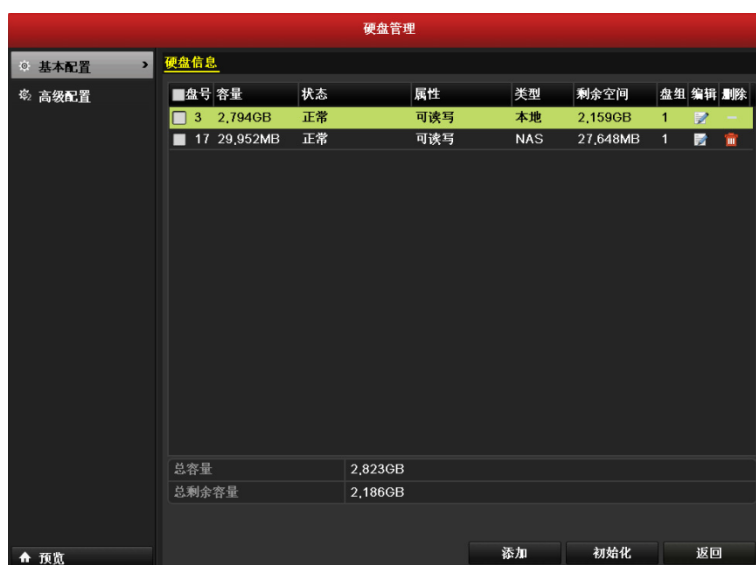 硬盘管理
基本配置
高级配置
硬盘信息
盘号 容量 状态 属性 类型 剩余空间 盘组 编辑 删除
3 2,794GB 正常 可读写 本地 2,159GB 1
17 29,952MB 正常 可读写 NAS 27,648MB 1
总容量 2,823GB
总剩余容量 2,186GB
预览
添加 初始化 返回